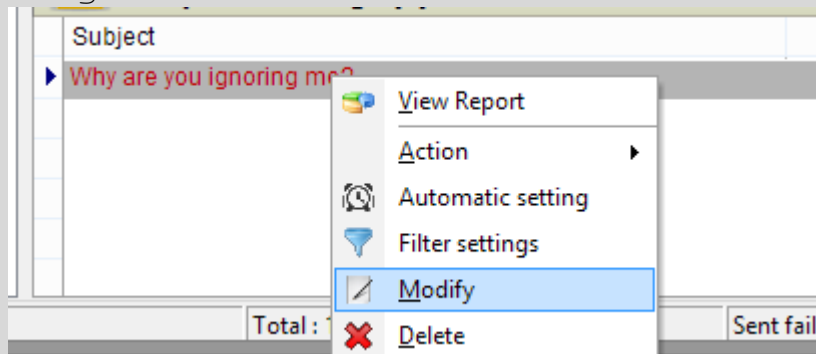 Subject
Why are you ignoring me?
View Report
Action
Automatic setting
Filter settings
Modify
Total :
Sent fail
Delete